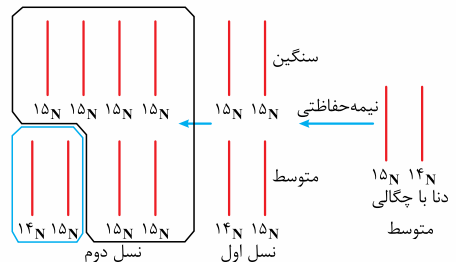 سنگین
۱۵N ۱۵N ۱۵N ۱۵N ۱۵N ۱۵N
نیمه‌حفاظتی
متوسط
۱۵N ۱۴N
دنا با چگالی
متوسط
۱۴N ۱۵N ۱۵N ۱۵N ۱۴N ۱۵N
نسل دوم
نسل اول